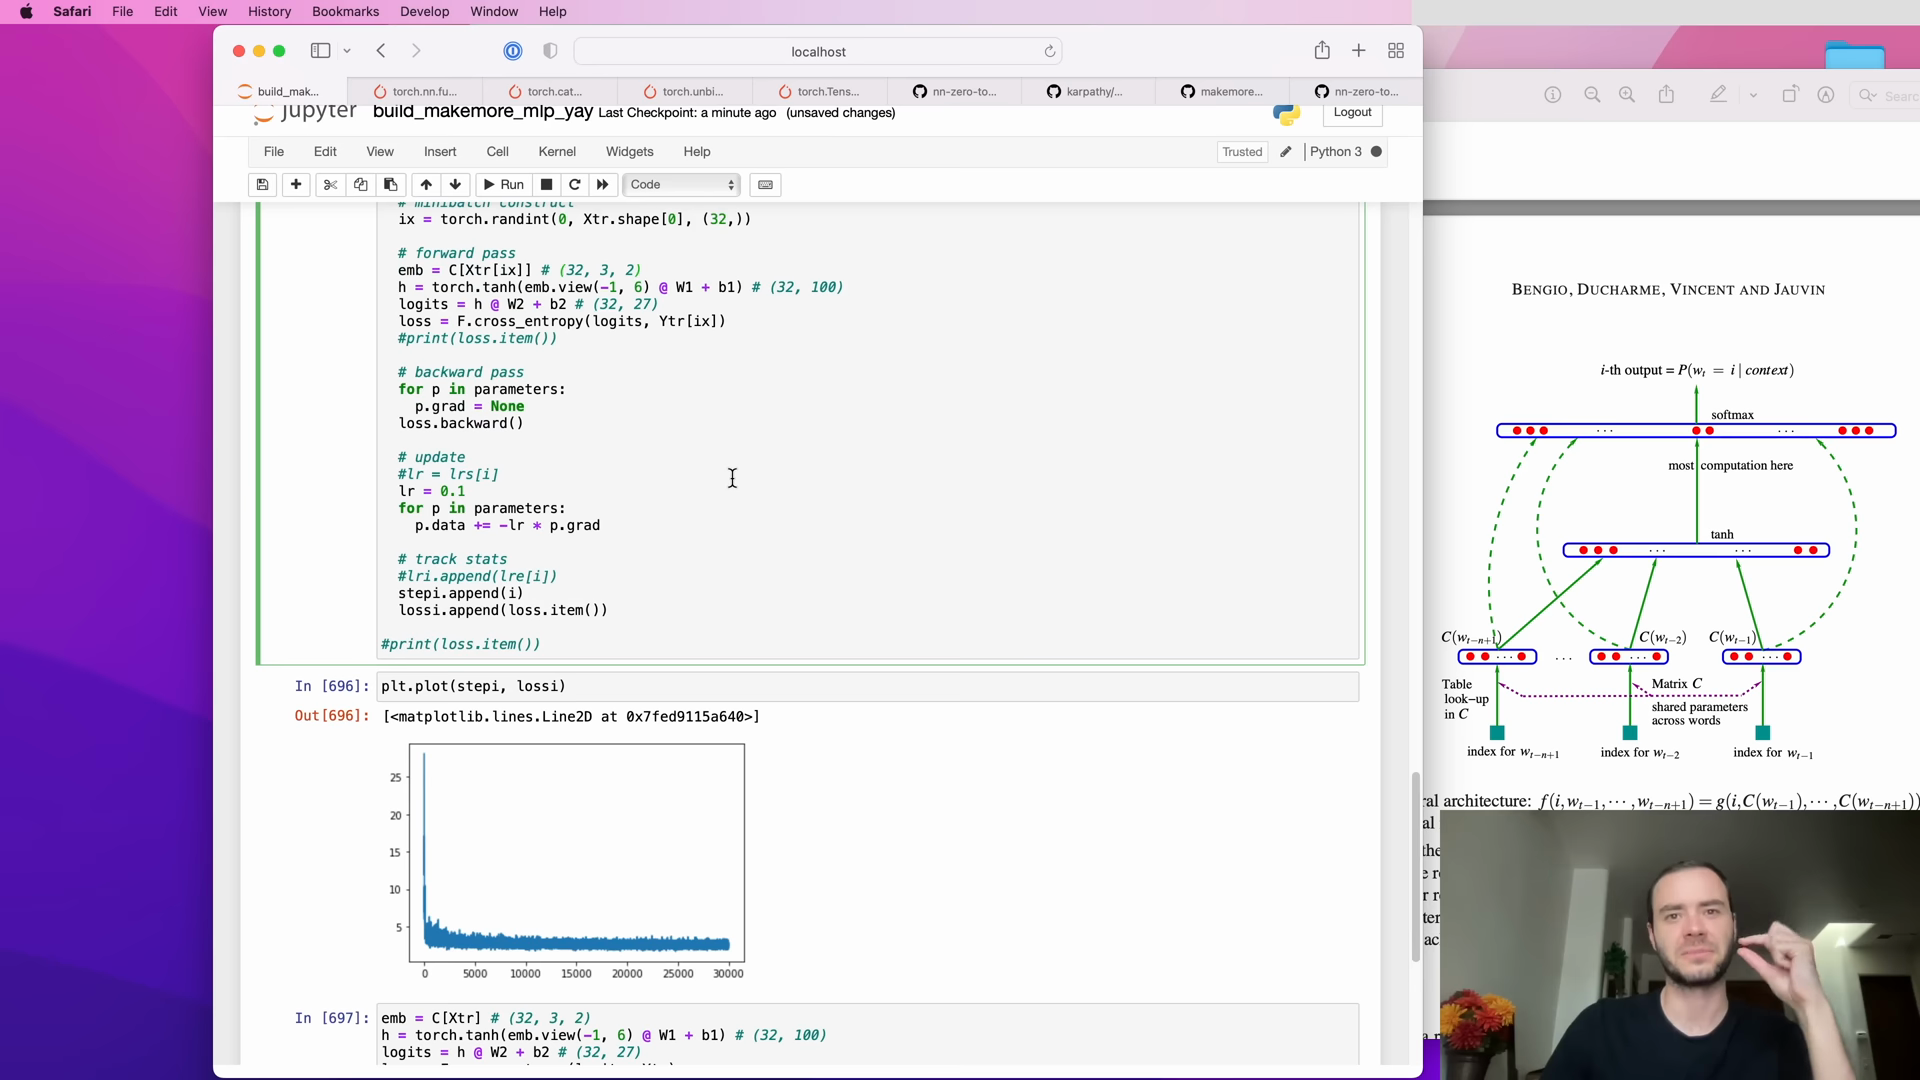 Safari File Edit View History Bookmarks Develop Window Help
localhost
build_mak... torch.nn.fu... torch.cat... torch.unbi... torch.Tens... nn-zero-to... karpathy/... makemore... nn-zero-to...
jupyter build_makemore_mlp_yay Last Checkpoint: a minute ago (unsaved changes) Logout
File Edit View Insert Cell Kernel Widgets Help Trusted Python 3
Run Code
# minibatch construct
ix = torch.randint(0, Xtr.shape[0], (32,))
# forward pass
emb = C[Xtr[ix]] # (32, 3, 2)
h = torch.tanh(emb.view(-1, 6) @ W1 + b1) # (32, 100)
logits = h @ W2 + b2 # (32, 27)
loss = F.cross_entropy(logits, Ytr[ix])
#print(loss.item())
# backward pass
for p in parameters:
p.grad = None
loss.backward()
# update
#lr = lrs[i]
lr = 0.1
for p in parameters:
p.data += -lr * p.grad
# track stats
#lri.append(lre[i])
stepi.append(i)
lossi.append(loss.item())
#print(loss.item())
In [696]: plt.plot(stepi, lossi)
Out[696]: [<matplotlib.lines.Line2D at 0x7fed9115a640>]
25
20
15
10
5
0 5000 10000 15000 20000 25000 30000
In [697]: emb = C[Xtr] # (32, 3, 2)
h = torch.tanh(emb.view(-1, 6) @ W1 + b1) # (32, 100)
logits = h @ W2 + b2 # (32, 27)
Search
BENGIO, DUCHARME, VINCENT AND JAUVIN
i-th output = P(w_t = i | context)
softmax
... ...
most computation here
tanh
... ...
C(w_{t−n+1}) C(w_{t−2}) C(w_{t−1})
... ... ... ...
Table look–up in C
Matrix C
shared parameters across words
index for w_{t−n+1} index for w_{t−2} index for w_{t−1}
ral architecture: f(i,w_{t−1},··· ,w_{t−n+1}) = g(i,C(w_{t−1}),··· ,C(w_{t−n+1}))